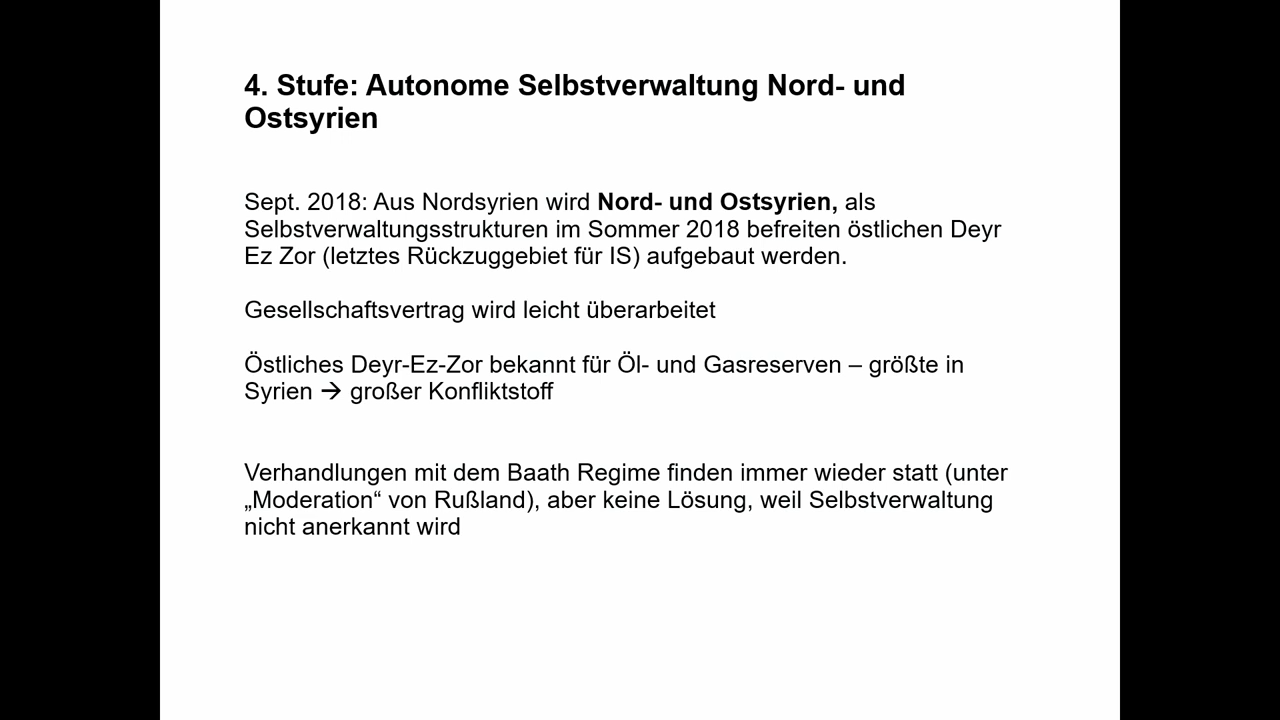 4. Stufe: Autonome Selbstverwaltung Nord- und
Ostsyrien
Sept. 2018: Aus Nordsyrien wird Nord- und Ostsyrien, als
Selbstverwaltungsstrukturen im Sommer 2018 befreiten östlichen Deyr
Ez Zor (letztes Rückzuggebiet für IS) aufgebaut werden.
Gesellschaftsvertrag wird leicht überarbeitet
Östliches Deyr-Ez-Zor bekannt für Öl- und Gasreserven – größte in
Syrien → großer Konfliktstoff
Verhandlungen mit dem Baath Regime finden immer wieder statt (unter
„Moderation“ von Rußland), aber keine Lösung, weil Selbstverwaltung
nicht anerkannt wird